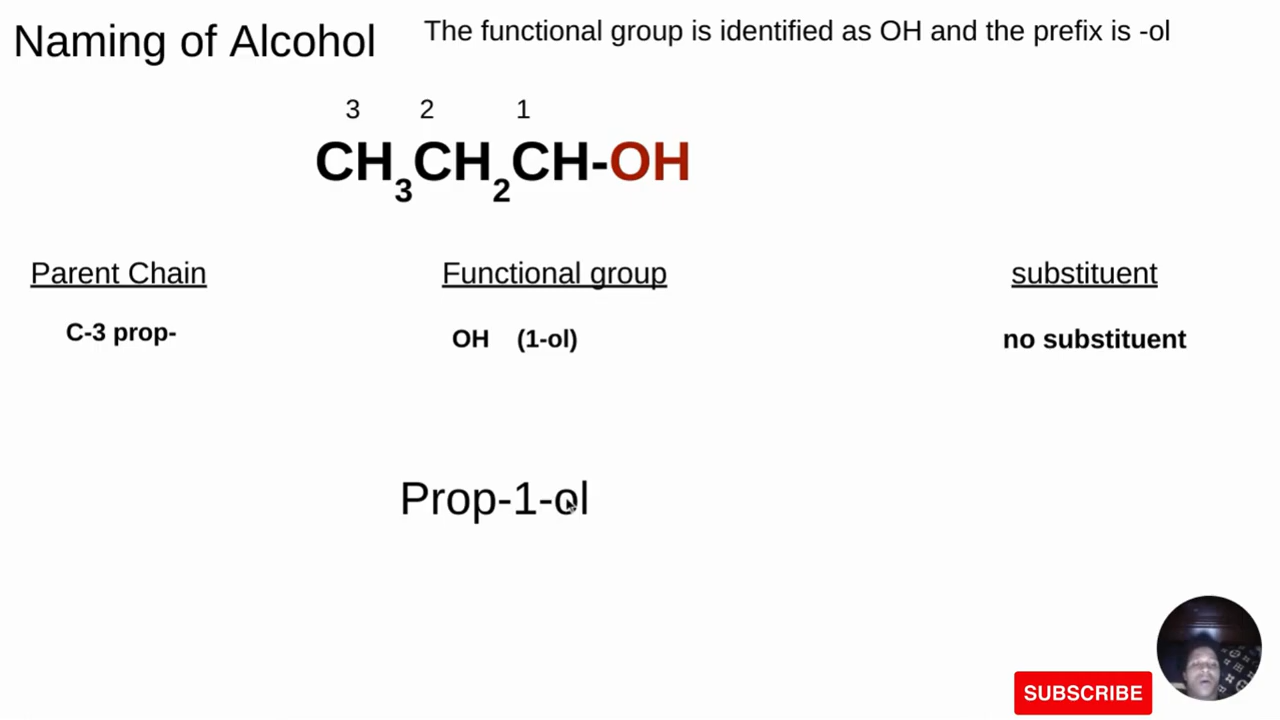 Naming of Alcohol
The functional group is identified as OH and the prefix is -ol
3 2 1
CH₃CH₂CH-OH
Parent Chain Functional group substituent
C-3 prop- OH (1-ol) no substituent
Prop-1-ol
SUBSCRIBE